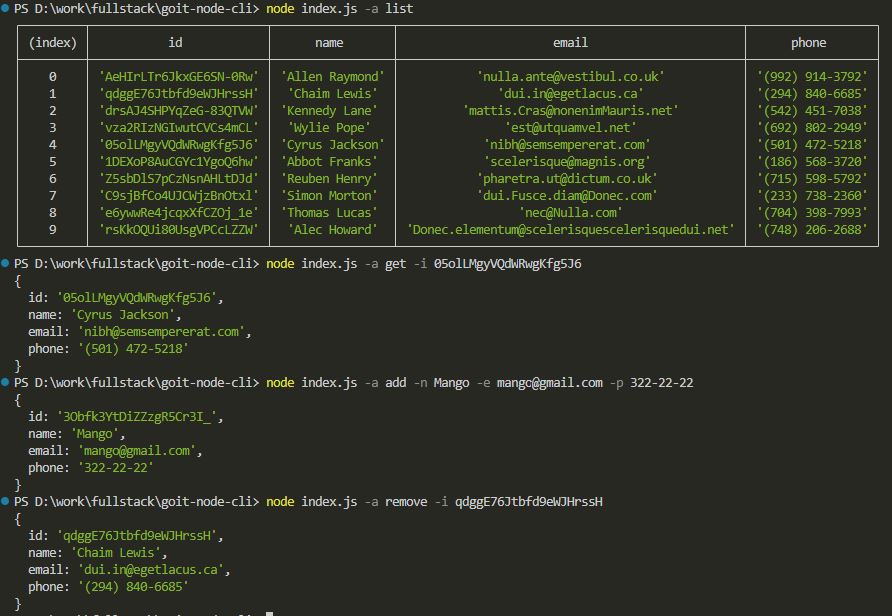 PS D:\work\fullstack\goit-node-cli> node index.js -a list
(index) id name email phone
0 'AeHIrLTr6JkxGE6SN-0Rw' 'Allen Raymond' 'nulla.ante@vestibul.co.uk' '(992) 914-3792'
1 'qdggE76Jtbfd9eWJHrssH' 'Chaim Lewis' 'dui.in@egetlacus.ca' '(294) 840-6685'
2 'drsAJ4SHPYqZeG-83QTVW' 'Kennedy Lane' 'mattis.Cras@nonenimMauris.net' '(542) 451-7038'
3 'vza2RIzNGIwutCVCs4mCL' 'Wylie Pope' 'est@utquamvel.net' '(692) 802-2949'
4 '05olLMgyVQdWRwgKfg5J6' 'Cyrus Jackson' 'nibh@semsempererat.com' '(501) 472-5218'
5 '1DEXoP8AuCGYc1YgoQ6hw' 'Abbot Franks' 'scelerisque@magnis.org' '(186) 568-3720'
6 'Z5sbDlS7pCzNsnAHLtDJd' 'Reuben Henry' 'pharetra.ut@dictum.co.uk' '(715) 598-5792'
7 'C9sjBfCo4UJCWjzBnOtxl' 'Simon Morton' 'dui.Fusce.diam@Donec.com' '(233) 738-2360'
8 'e6ywwRe4jcqxXfCZOj_1e' 'Thomas Lucas' 'nec@Nulla.com' '(704) 398-7993'
9 'rsKkOQUi80UsgVPCcLZZW' 'Alec Howard' 'Donec.elementum@scelerisquescelerisquedui.net' '(748) 206-2688'
PS D:\work\fullstack\goit-node-cli> node index.js -a get -i 05olLMgyVQdWRwgKfg5J6
{
id: '05olLMgyVQdWRwgKfg5J6',
name: 'Cyrus Jackson',
email: 'nibh@semsempererat.com',
phone: '(501) 472-5218'
}
PS D:\work\fullstack\goit-node-cli> node index.js -a add -n Mango -e mango@gmail.com -p 322-22-22
{
id: '3Obfk3YtDiZZzgR5Cr3I_',
name: 'Mango',
email: 'mango@gmail.com',
phone: '322-22-22'
}
PS D:\work\fullstack\goit-node-cli> node index.js -a remove -i qdggE76Jtbfd9eWJHrssH
{
id: 'qdggE76Jtbfd9eWJHrssH',
name: 'Chaim Lewis',
email: 'dui.in@egetlacus.ca',
phone: '(294) 840-6685'
}